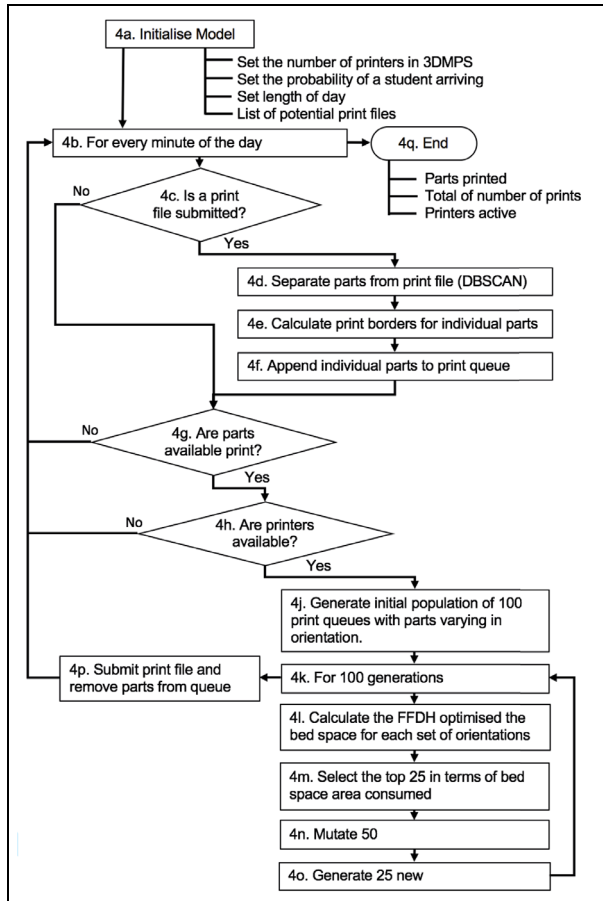 4a. Initialise Model
Set the number of printers in 3DMPS
Set the probability of a student arriving
Set length of day
List of potential print files
4b. For every minute of the day
4q. End
Parts printed
Total of number of prints
Printers active
No
4c. Is a print
file submitted?
Yes
4d. Separate parts from print file (DBSCAN)
4e. Calculate print borders for individual parts
4f. Append individual parts to print queue
No
4g. Are parts
available print?
Yes
No
4h. Are printers
available?
Yes
4j. Generate initial population of 100
print queues with parts varying in
orientation.
4p. Submit print file and
remove parts from queue
4k. For 100 generations
4l. Calculate the FFDH optimised the
bed space for each set of orientations
4m. Select the top 25 in terms of bed
space area consumed
4n. Mutate 50
4o. Generate 25 new